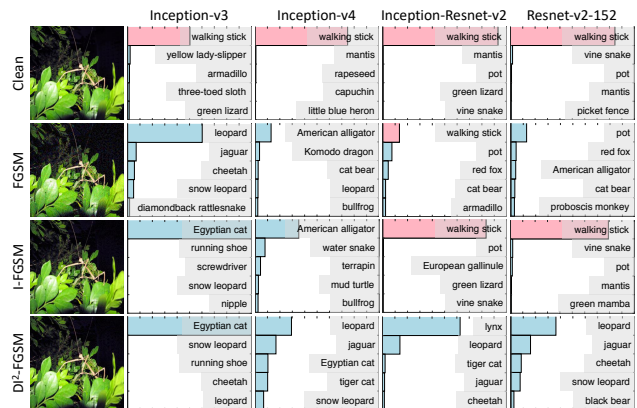 Inception-v3 Inception-v4 Inception-Resnet-v2 Resnet-v2-152
Clean
walking stick walking stick walking stick walking stick
yellow lady-slipper mantis mantis vine snake
armadillo rapeseed pot pot
three-toed sloth capuchin green lizard mantis
green lizard little blue heron vine snake picket fence
FGSM
leopard American alligator walking stick pot
jaguar Komodo dragon pot red fox
cheetah cat bear red fox American alligator
snow leopard leopard cat bear cat bear
diamondback rattlesnake bullfrog armadillo proboscis monkey
I-FGSM
Egyptian cat American alligator walking stick walking stick
running shoe water snake pot vine snake
screwdriver terrapin European gallinule pot
snow leopard mud turtle green lizard mantis
nipple bullfrog vine snake green mamba
DI²-FGSM
Egyptian cat leopard lynx leopard
snow leopard jaguar leopard jaguar
running shoe Egyptian cat tiger cat cheetah
cheetah tiger cat jaguar snow leopard
leopard snow leopard cheetah black bear